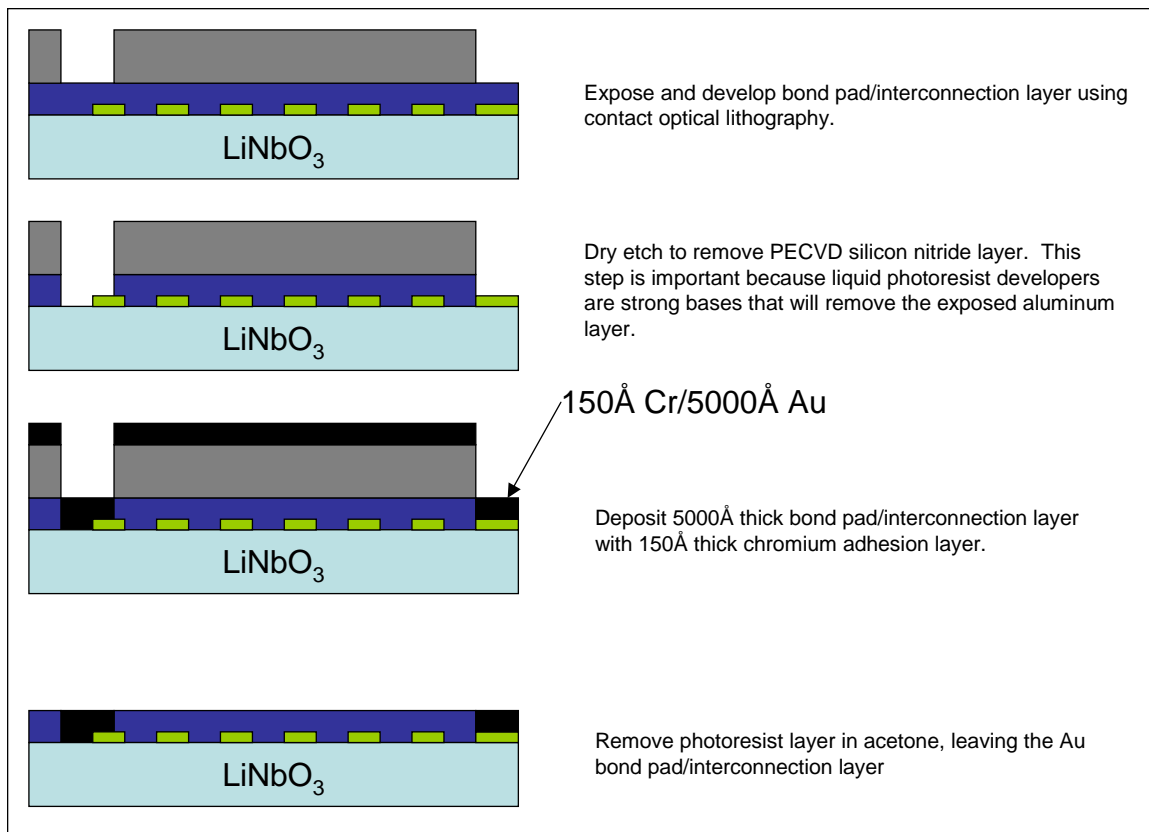 Expose and develop bond pad/interconnection layer using
contact optical lithography.
LiNbO₃
Dry etch to remove PECVD silicon nitride layer.  This
step is important because liquid photoresist developers
are strong bases that will remove the exposed aluminum
layer.
LiNbO₃
150Å Cr/5000Å Au
Deposit 5000Å thick bond pad/interconnection layer
with 150Å thick chromium adhesion layer.
LiNbO₃
Remove photoresist layer in acetone, leaving the Au
bond pad/interconnection layer
LiNbO₃